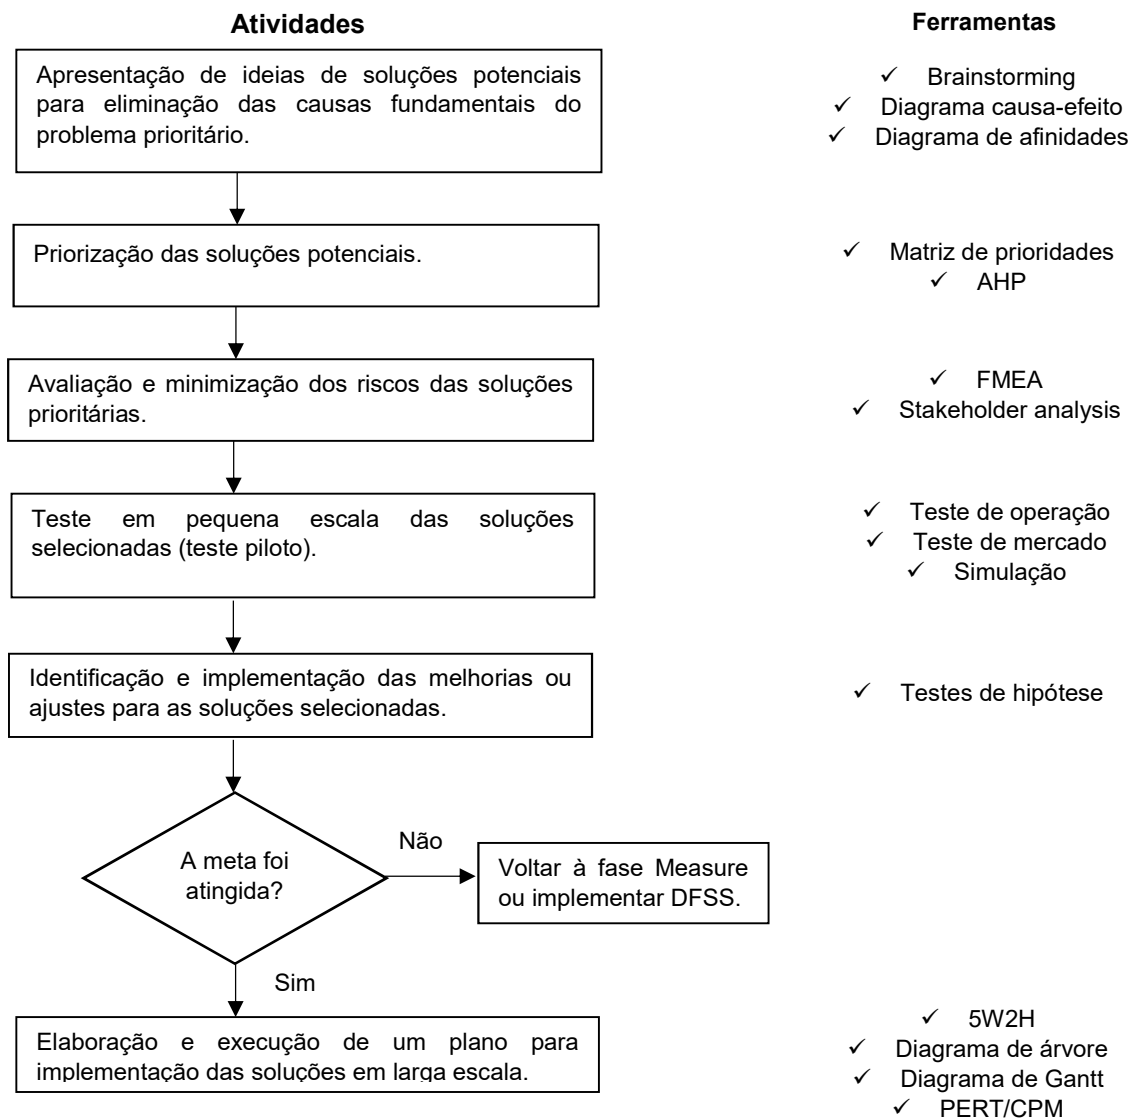 Atividades
Ferramentas
Apresentação de ideias de soluções potenciais
para eliminação das causas fundamentais do
problema prioritário.
✓ Brainstorming
✓ Diagrama causa-efeito
✓ Diagrama de afinidades
Priorização das soluções potenciais.
✓ Matriz de prioridades
✓ AHP
Avaliação e minimização dos riscos das soluções
prioritárias.
✓ FMEA
✓ Stakeholder analysis
Teste em pequena escala das soluções
selecionadas (teste piloto).
✓ Teste de operação
✓ Teste de mercado
✓ Simulação
Identificação e implementação das melhorias ou
ajustes para as soluções selecionadas.
✓ Testes de hipótese
A meta foi
atingida?
Não
Voltar à fase Measure
ou implementar DFSS.
Sim
Elaboração e execução de um plano para
implementação das soluções em larga escala.
✓ 5W2H
✓ Diagrama de árvore
✓ Diagrama de Gantt
✓ PERT/CPM